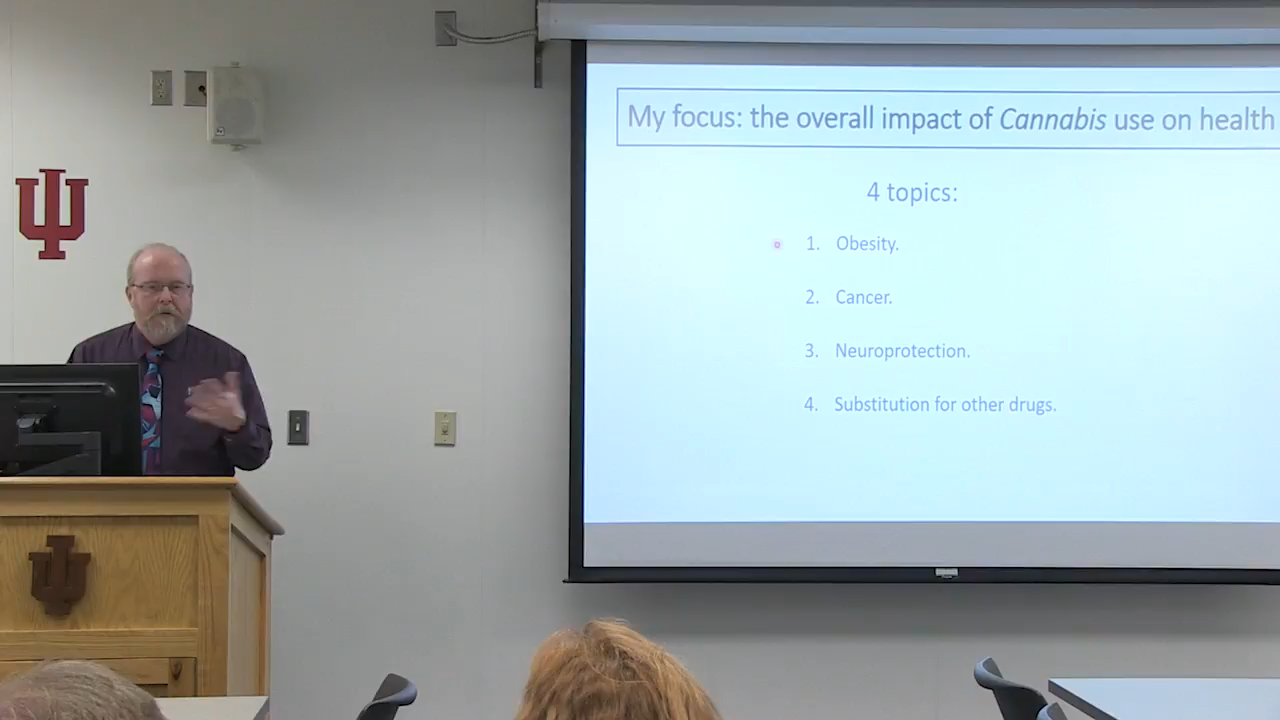 My focus: the overall impact of Cannabis use on health
4 topics:
1. Obesity.
2. Cancer.
3. Neuroprotection.
4. Substitution for other drugs.